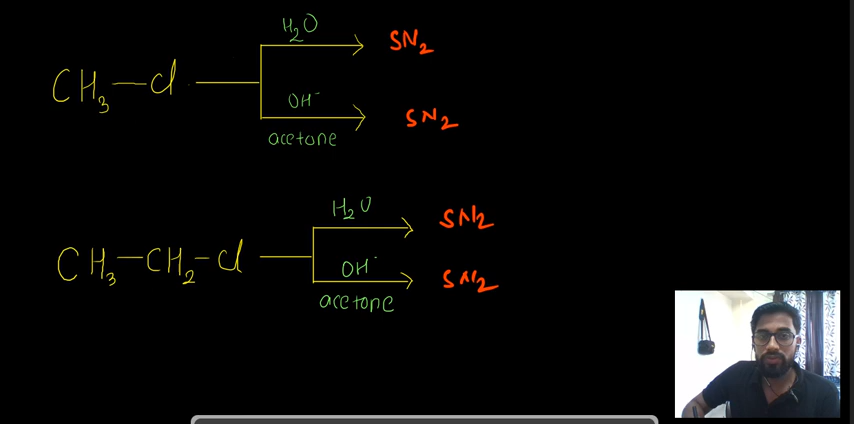 H₂O
SN₂
CH₃—Cl
OH⁻
SN₂
acetone
H₂O
SN₂
CH₃—CH₂—Cl
OH⁻
SN₂
acetone